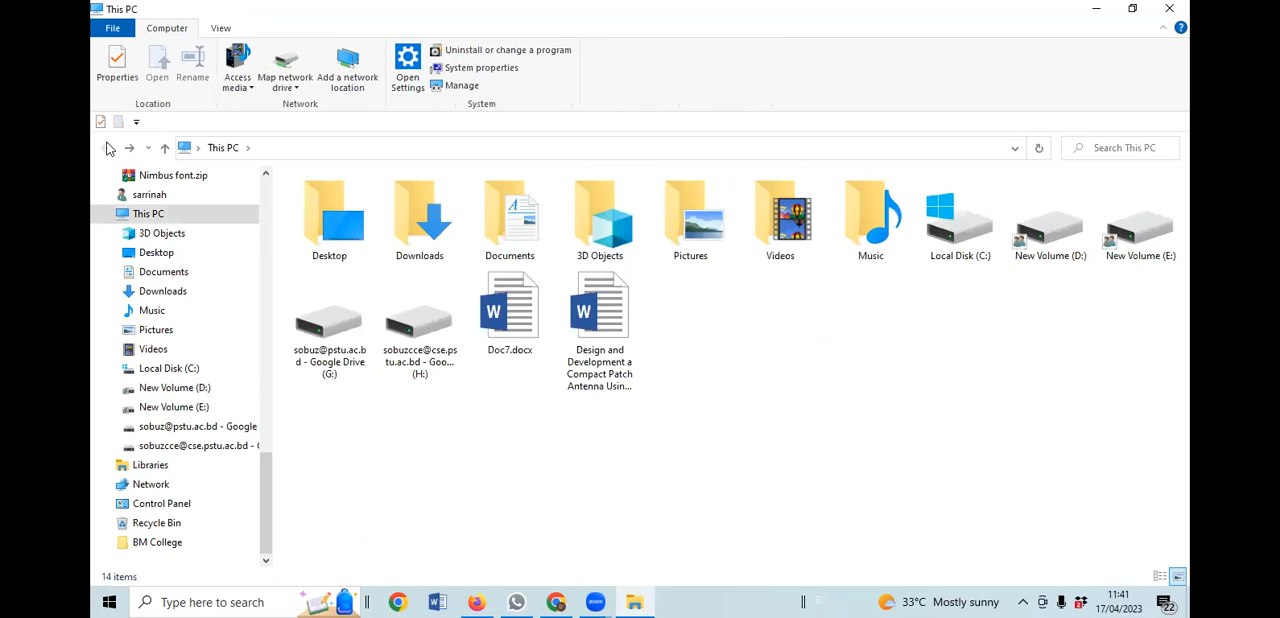 This PC
File
Computer
View
Properties
Open
Rename
Access media
Map network drive
Add a network location
Open Settings
Uninstall or change a program
System properties
Manage
Location
Network
System
This PC
Search This PC
Nimbus font.zip
sarrinah
This PC
3D Objects
Desktop
Documents
Downloads
Music
Pictures
Videos
Local Disk (C:)
New Volume (D:)
New Volume (E:)
sobuz@pstu.ac.bd - Google
sobuzcce@cse.pstu.ac.bd - (
Libraries
Network
Control Panel
Recycle Bin
BM College
Desktop
Downloads
Documents
3D Objects
Pictures
Videos
Music
Local Disk (C:)
New Volume (D:)
New Volume (E:)
sobuz@pstu.ac.b
d - Google Drive
(G:)
sobuzcce@cse.ps
tu.ac.bd - Goo...
(H:)
Doc7.docx
Design and
Development a
Compact Patch
Antenna Usin...
14 items
Type here to search
zoom
33°C Mostly sunny
11:41
17/04/2023
22